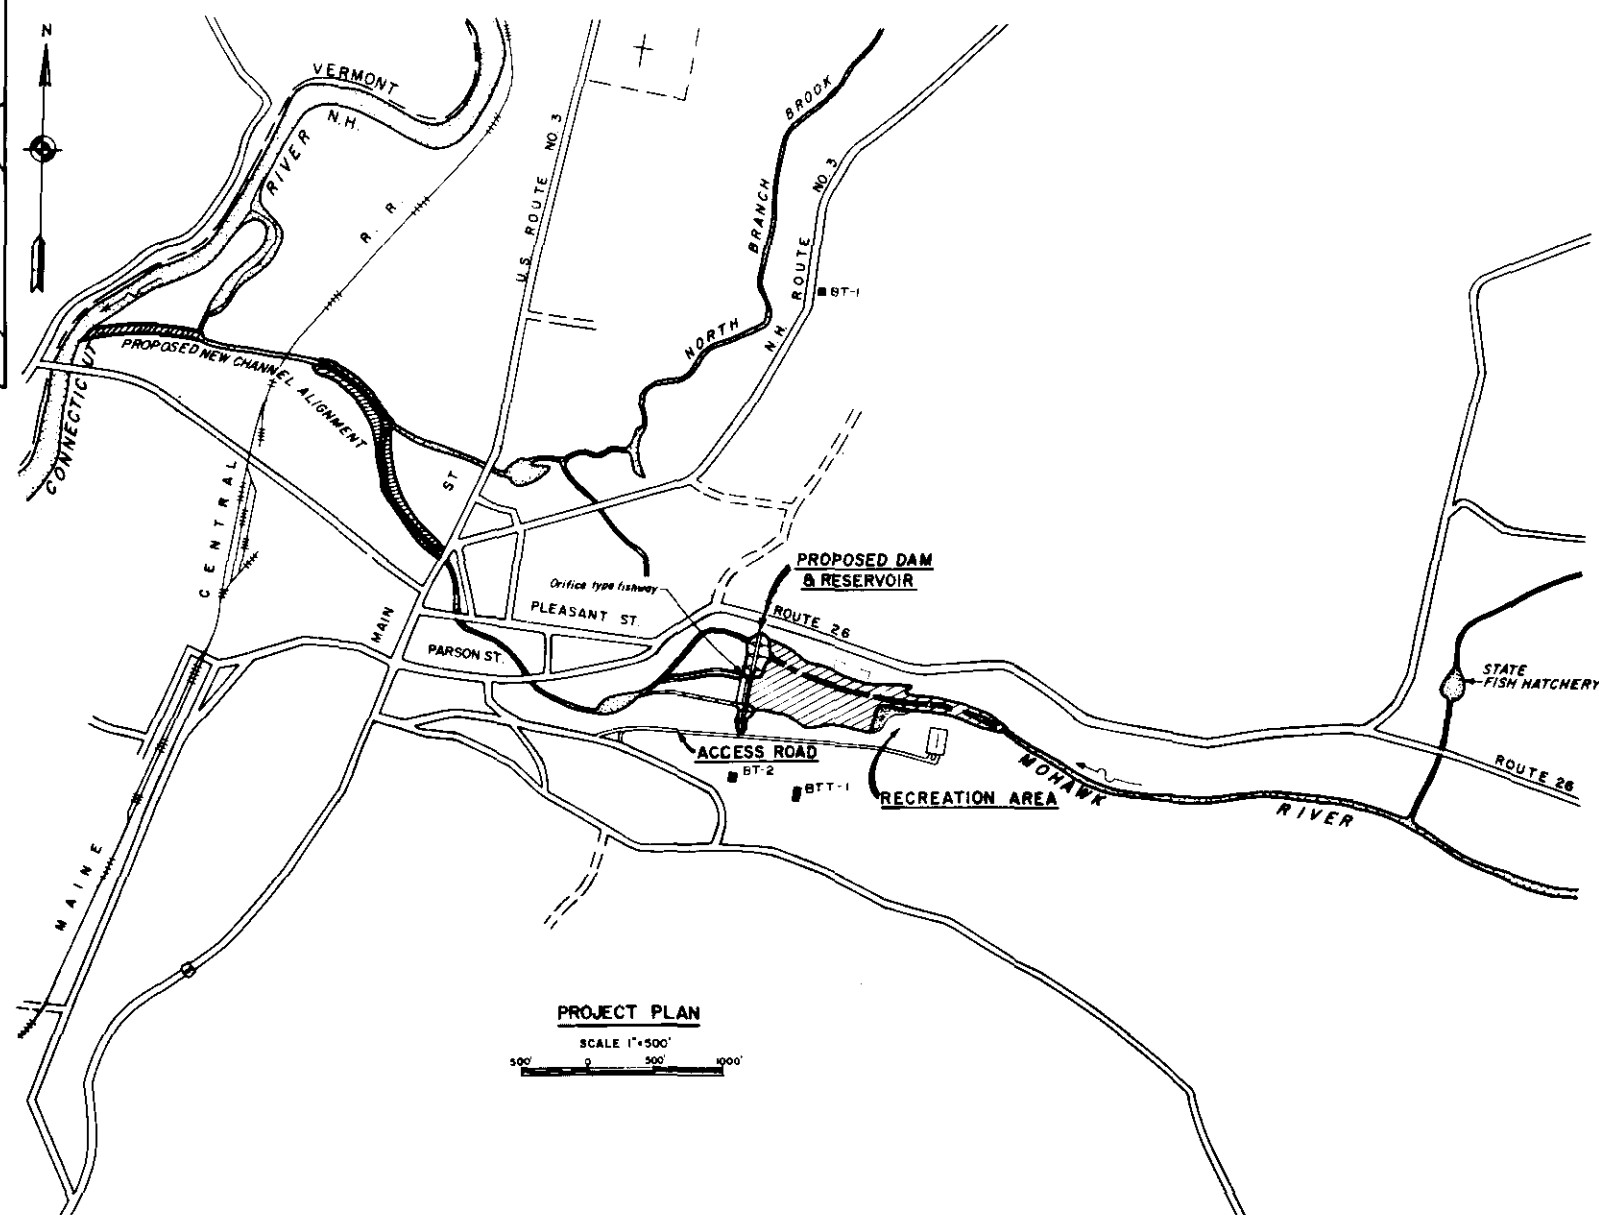 N
VERMONT
N.H.
RIVER
R. R.
U.S. ROUTE NO. 3
NORTH BRANCH BROOK
N.H. ROUTE NO. 3
BT-1
PROPOSED NEW CHANNEL ALIGNMENT
CONNECTICUT
CENTRAL
MAIN ST
Orifice type fishway
PROPOSED DAM
& RESERVOIR
PLEASANT ST.
ROUTE 26
PARSON ST.
STATE
FISH HATCHERY
ACCESS ROAD
BT-2
BTT-1
RECREATION AREA
MOHAWK RIVER
ROUTE 26
MAINE
PROJECT PLAN
SCALE 1"=500'
500' 0 500' 1000'